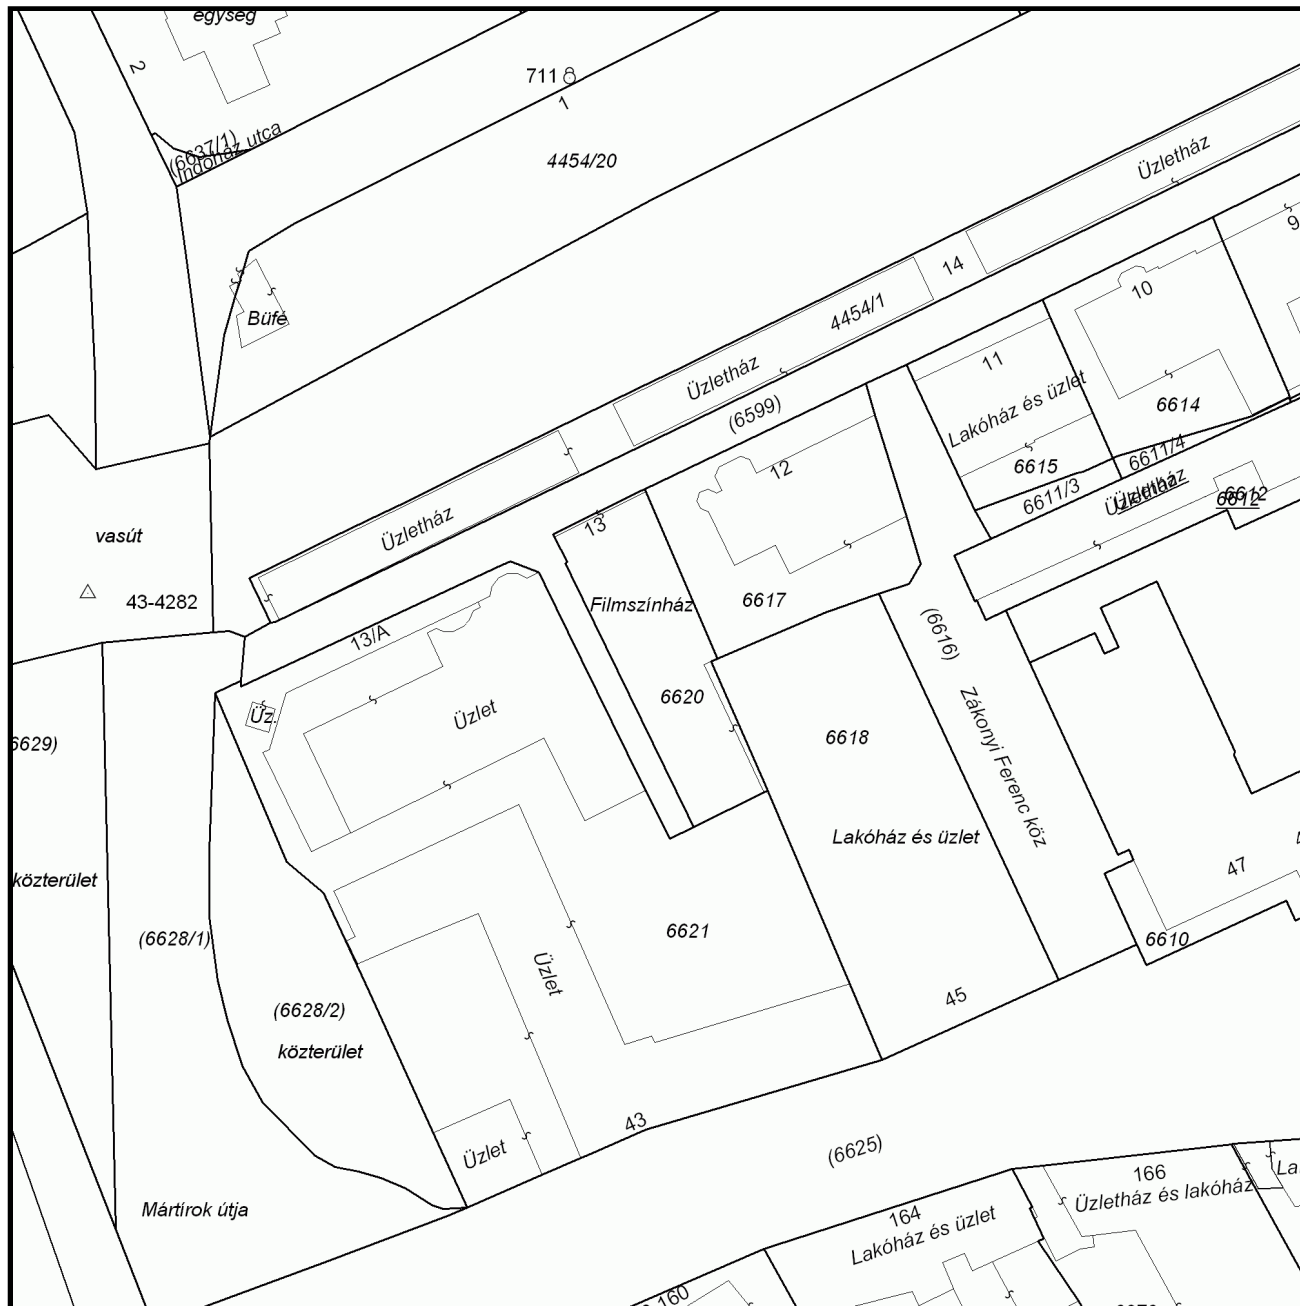 egység
2
711
1
(6637/1)
Indóház utca
4454/20
Üzletház
9
14
10
Büfé
4454/1
11
Üzletház
Lakóház és üzlet
6614
(6599)
6611/4
12
6615
6611/3
Üzletház
6612
6612
13
Üzletház
vasút
43-4282
Filmszínház
6617
(6616)
13/A
6620
Üz.
Üzlet
6618
Zákonyi Ferenc köz
6629)
Lakóház és üzlet
47
közterület
6621
(6628/1)
6610
Üzlet
45
(6628/2)
közterület
43
(6625)
Üzlet
166
Üzletház és lakóház
La
Mártírok útja
164
Lakóház és üzlet
160